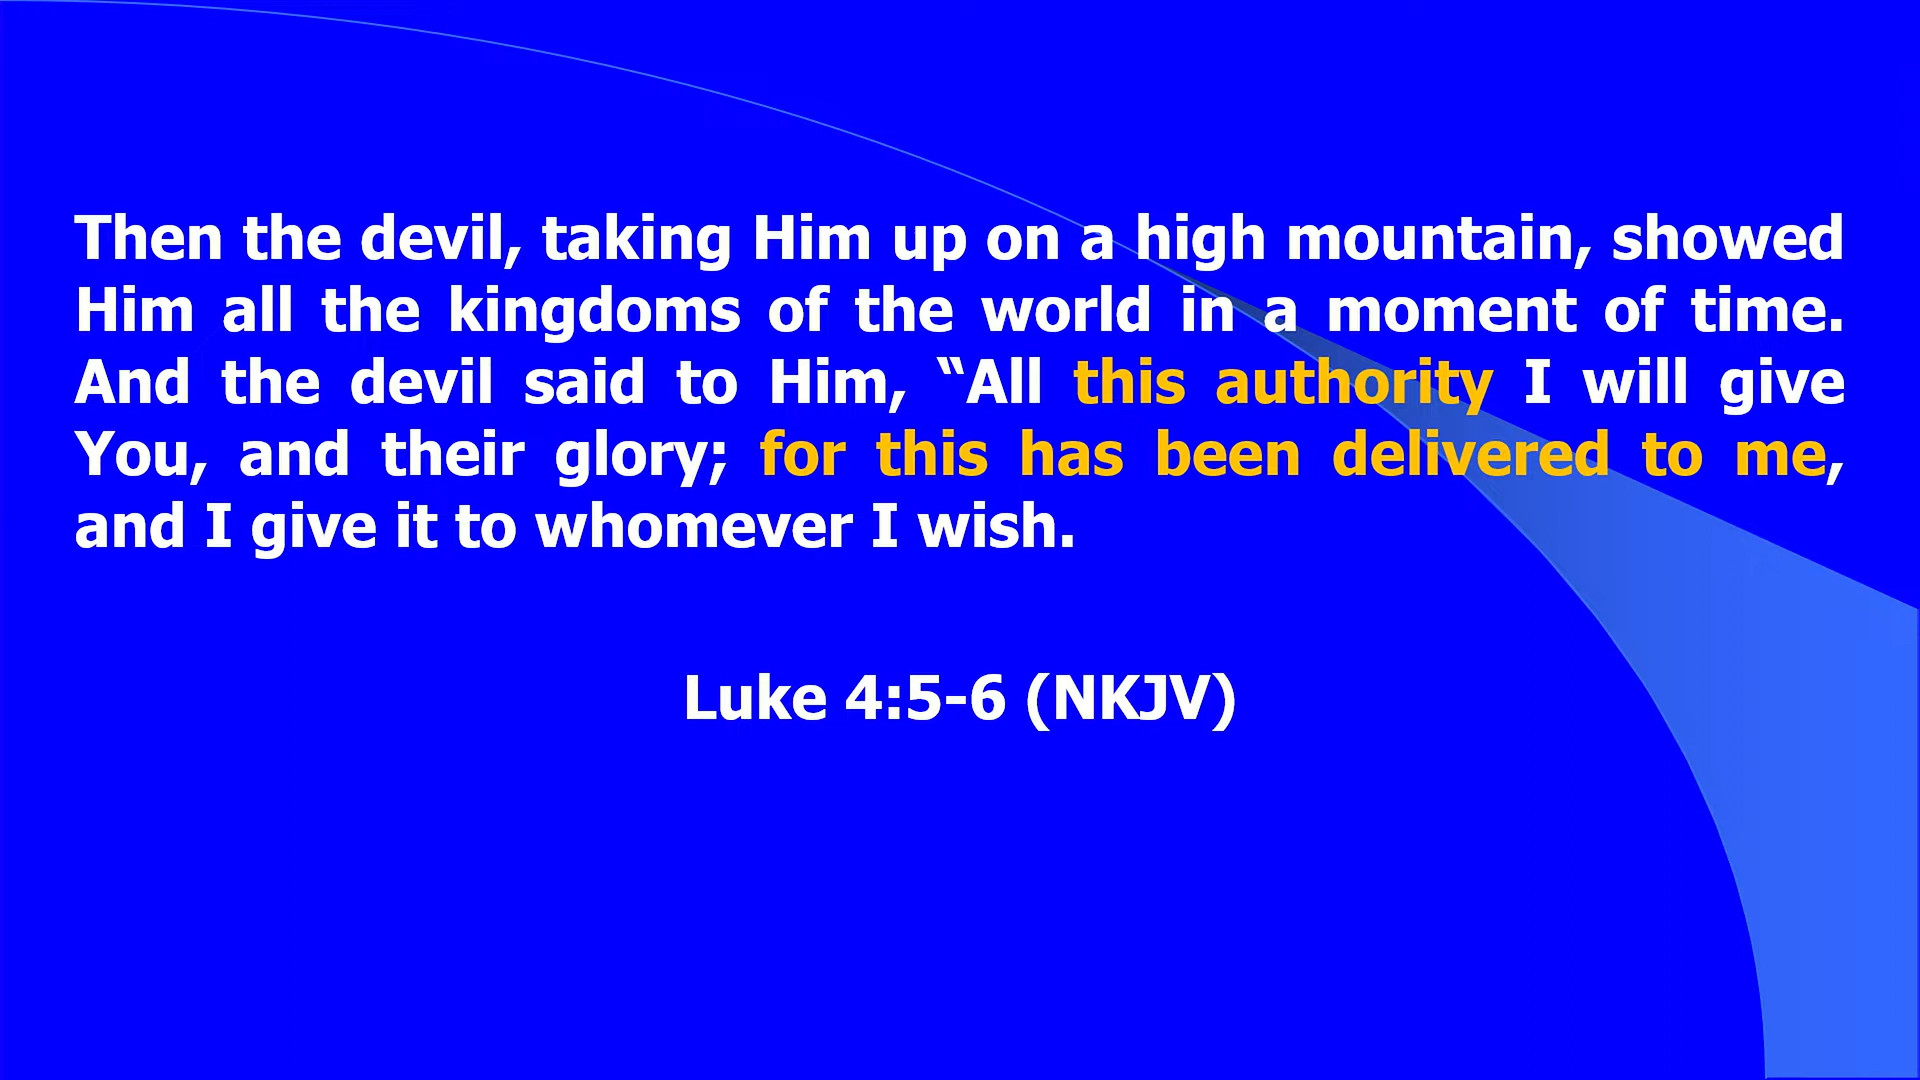 Then the devil, taking Him up on a high mountain, showed
Him all the kingdoms of the world in a moment of time.
And the devil said to Him, “All this authority I will give
You, and their glory; for this has been delivered to me,
and I give it to whomever I wish.
Luke 4:5-6 (NKJV)